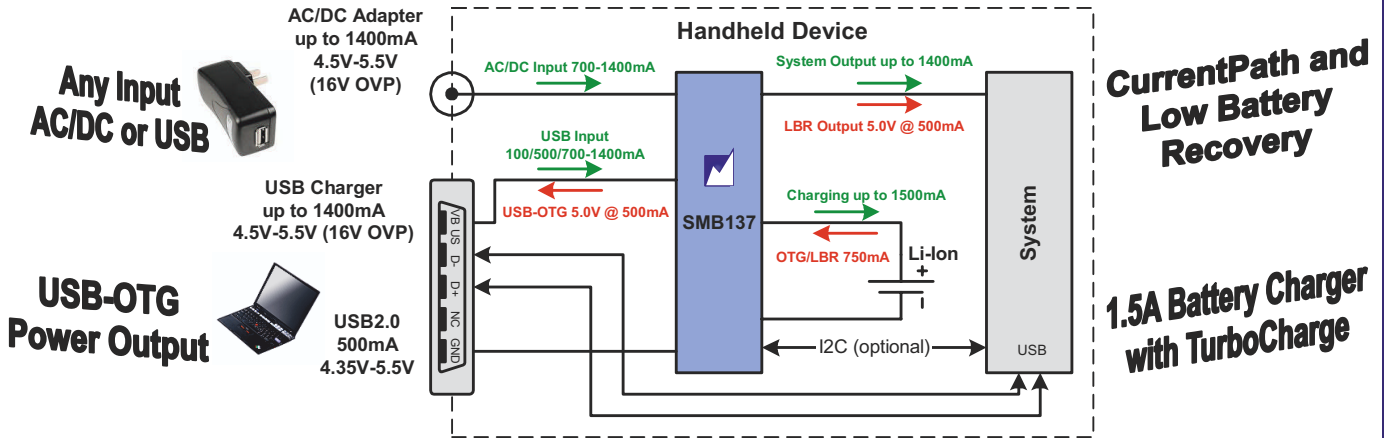 AC/DC Adapter
up to 1400mA
4.5V-5.5V
(16V OVP)
Any Input
AC/DC or USB
USB Charger
up to 1400mA
4.5V-5.5V (16V OVP)
USB-OTG
Power Output
USB2.0
500mA
4.35V-5.5V
Handheld Device
AC/DC Input 700-1400mA
USB Input
100/500/700-1400mA
USB-OTG 5.0V @ 500mA
VB US
D-
D+
NC
GND
SMB137
System Output up to 1400mA
LBR Output 5.0V @ 500mA
Charging up to 1500mA
OTG/LBR 750mA
Li-Ion
+
I2C (optional)
System
USB
CurrentPath and
Low Battery
Recovery
1.5A Battery Charger
with TurboCharge